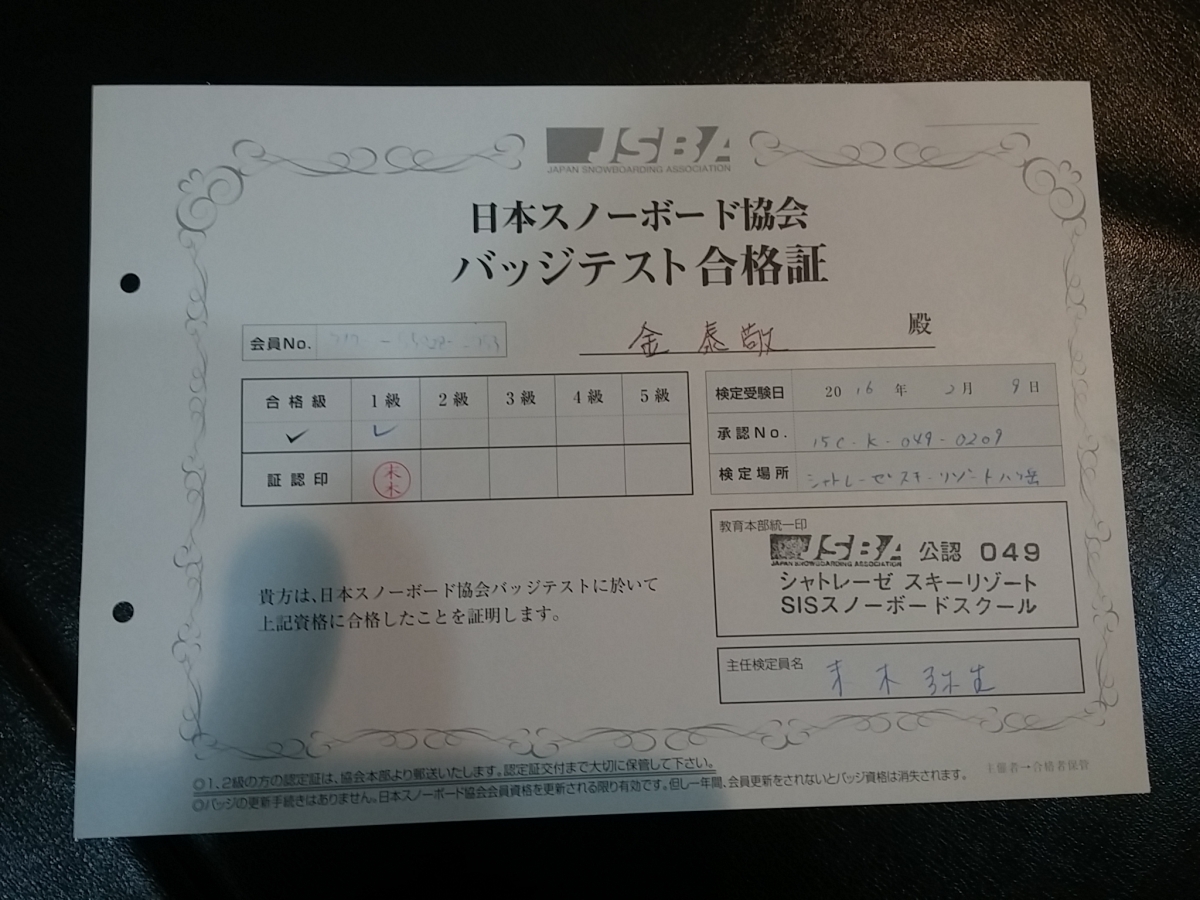 JSBA
JAPAN SNOWBOARDING ASSOCIATION
日本スノーボード協会
バッジテスト合格証
会員No.
金 泰敬 殿
合格級 1級 2級 3級 4級 5級
証認印
検定受験日 2016年 2月 9日
承認No. 15C-K-049-0209
検定場所 シャトレーゼスキーリゾート八ヶ岳
教育本部統一印
JSBA 公認 049
JAPAN SNOWBOARDING ASSOCIATION
シャトレーゼ スキーリゾート
SISスノーボードスクール
貴方は、日本スノーボード協会バッジテストに於いて
上記資格に合格したことを証明します。
主任検定員名 末木 弥生
◎1、2級の方の認定証は、協会本部より郵送いたします。認定証交付まで大切に保管して下さい。
◎バッジの更新手続きはありません。日本スノーボード協会会員資格を更新される限り有効です。但し一年間、会員更新をされないとバッジ資格は消失されます。
主催者→合格者保管